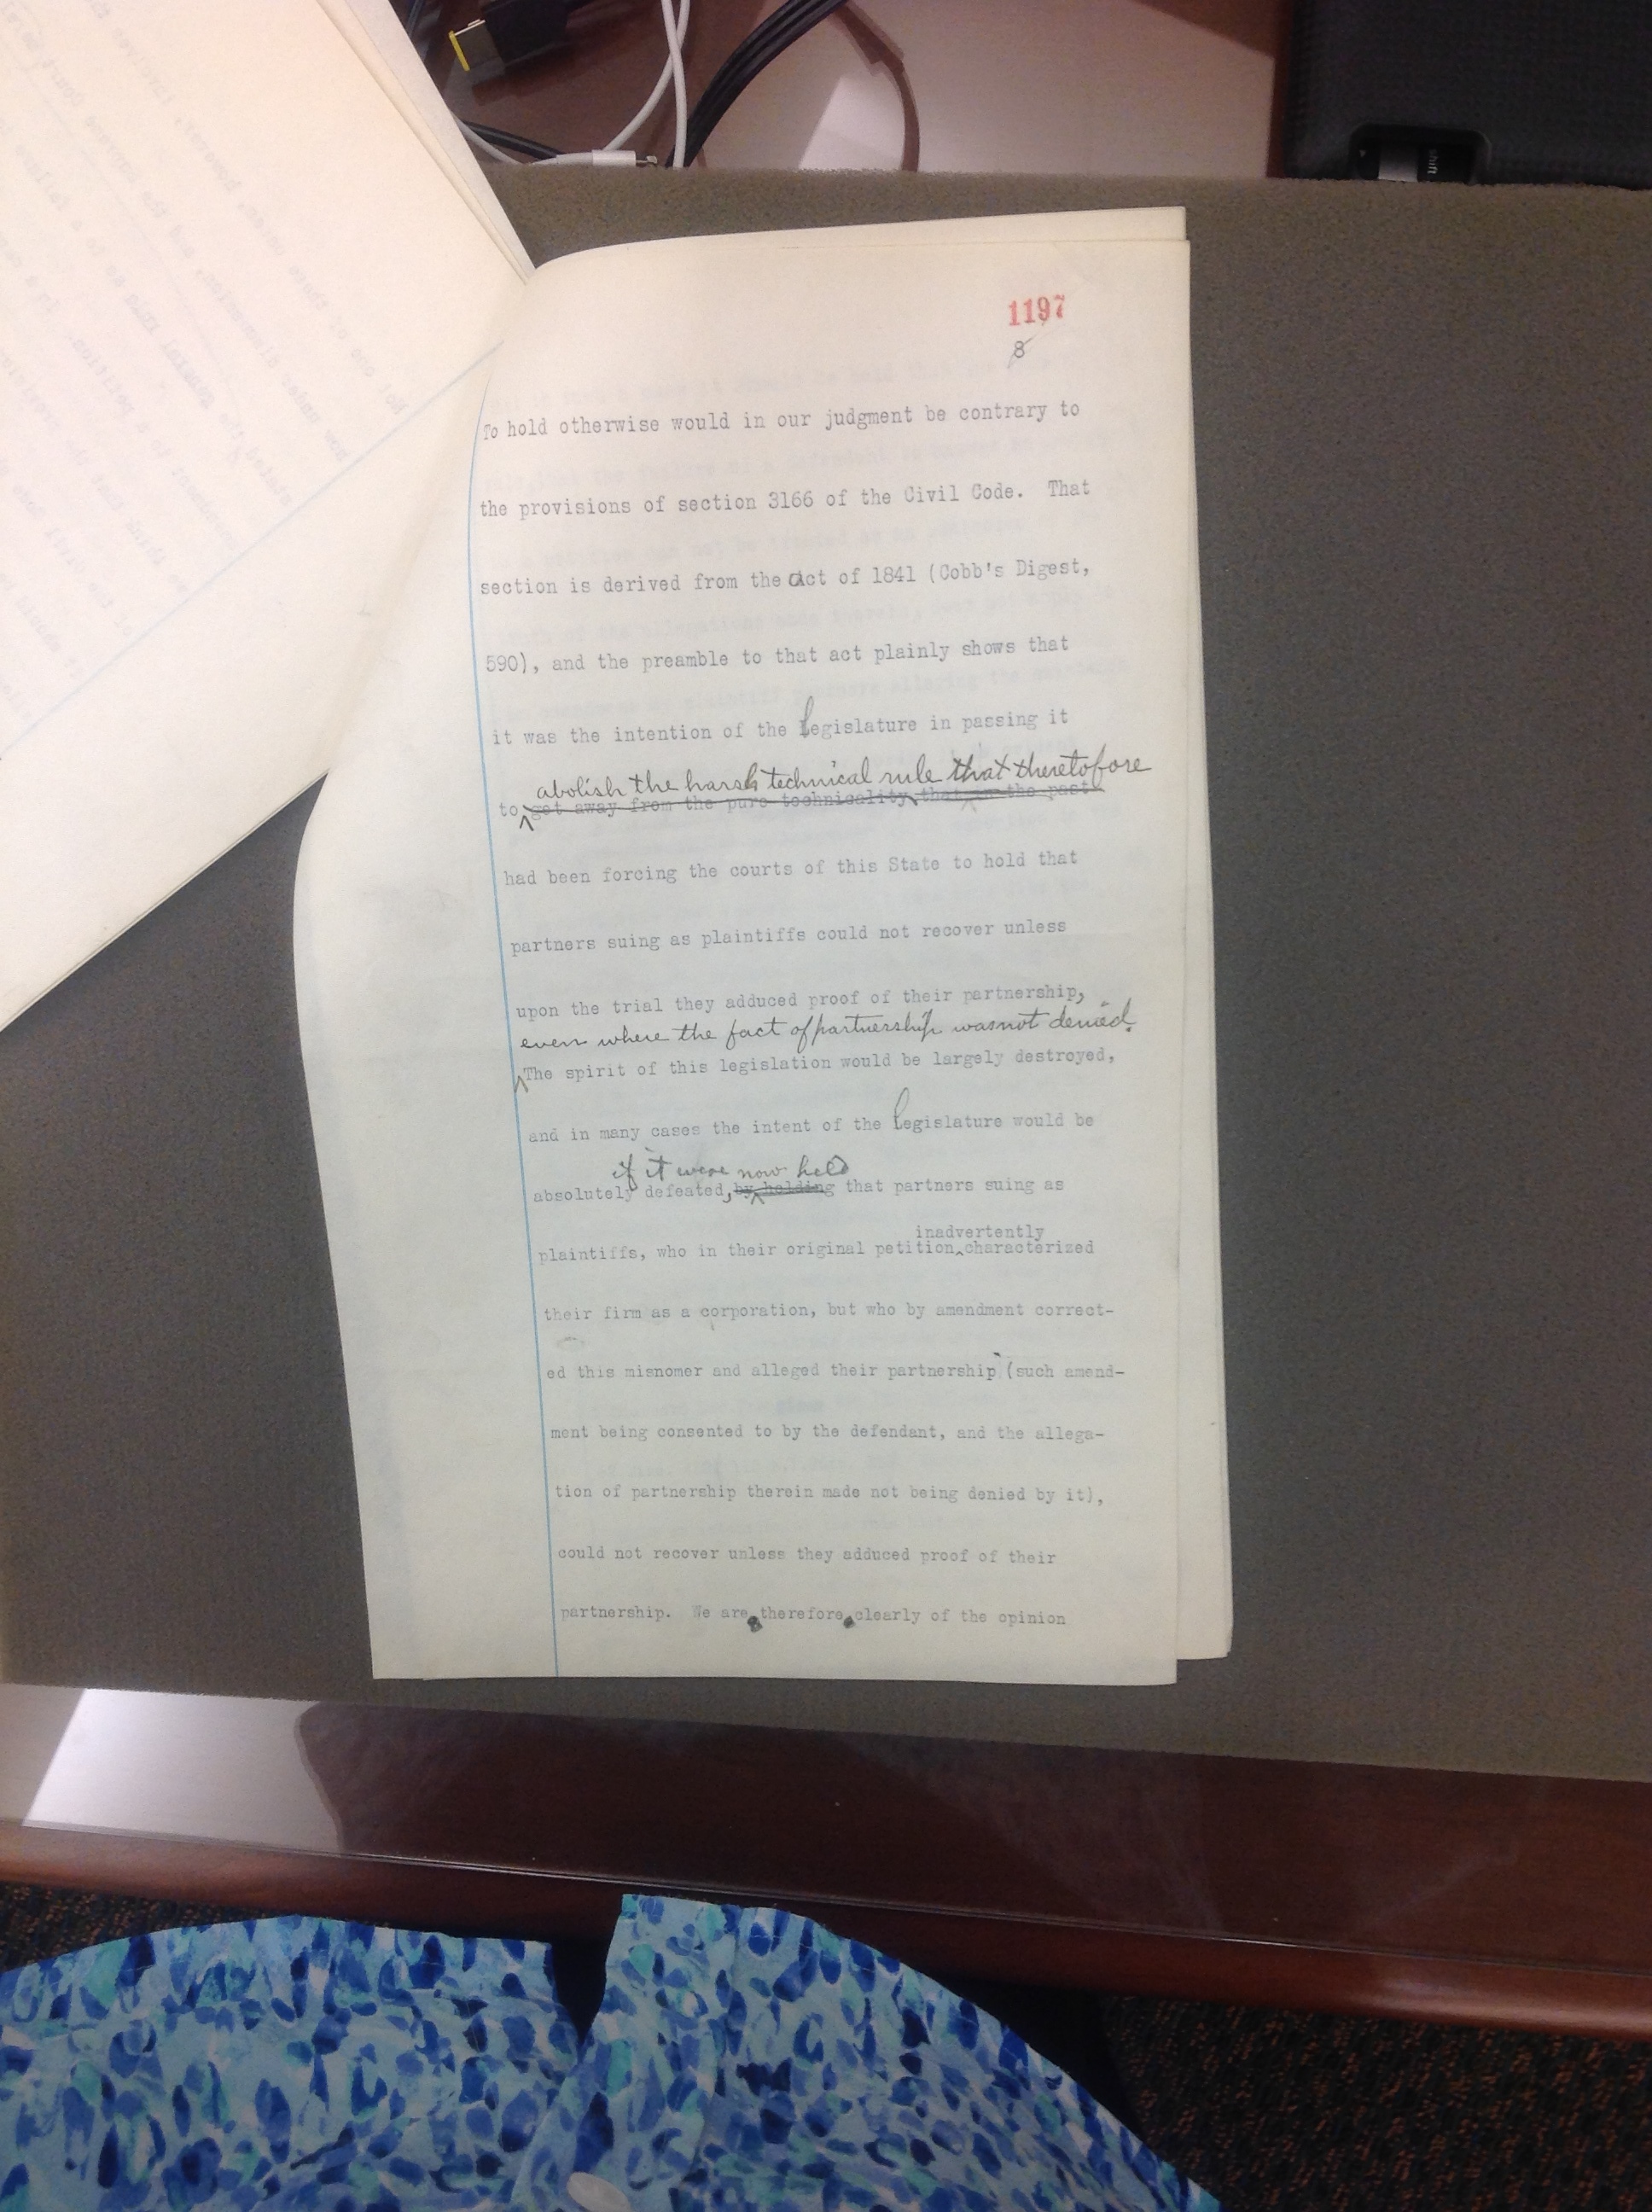 1197
8
To hold otherwise would in our judgment be contrary to
the provisions of section 3166 of the Civil Code. That
section is derived from the act of 1841 (Cobb's Digest,
590), and the preamble to that act plainly shows that
it was the intention of the legislature in passing it
abolish the harsh technical rule that theretofore
to get away from the pure technicality, that in the past
had been forcing the courts of this State to hold that
partners suing as plaintiffs could not recover unless
upon the trial they adduced proof of their partnership,
even where the fact of partnership was not denied.
The spirit of this legislation would be largely destroyed,
and in many cases the intent of the legislature would be
if it were now held
absolutely defeated, by holding that partners suing as
inadvertently
plaintiffs, who in their original petition characterized
their firm as a corporation, but who by amendment correct-
ed this misnomer and alleged their partnership (such amend-
ment being consented to by the defendant, and the allega-
tion of partnership therein made not being denied by it),
could not recover unless they adduced proof of their
partnership. We are therefore clearly of the opinion
shift